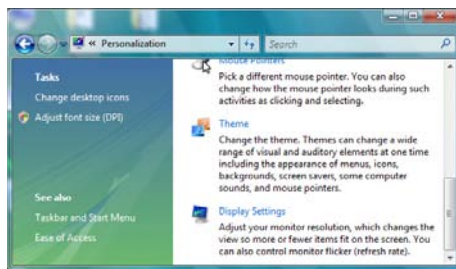 « Personalization
Search
Tasks
Change desktop icons
Adjust font size (DPI)
See also
Taskbar and Start Menu
Ease of Access
Mouse Pointers
Pick a different mouse pointer. You can also
change how the mouse pointer looks during such
activities as clicking and selecting.
Theme
Change the theme. Themes can change a wide
range of visual and auditory elements at one time
including the appearance of menus, icons,
backgrounds, screen savers, some computer
sounds, and mouse pointers.
Display Settings
Adjust your monitor resolution, which changes the
view so more or fewer items fit on the screen. You
can also control monitor flicker (refresh rate).